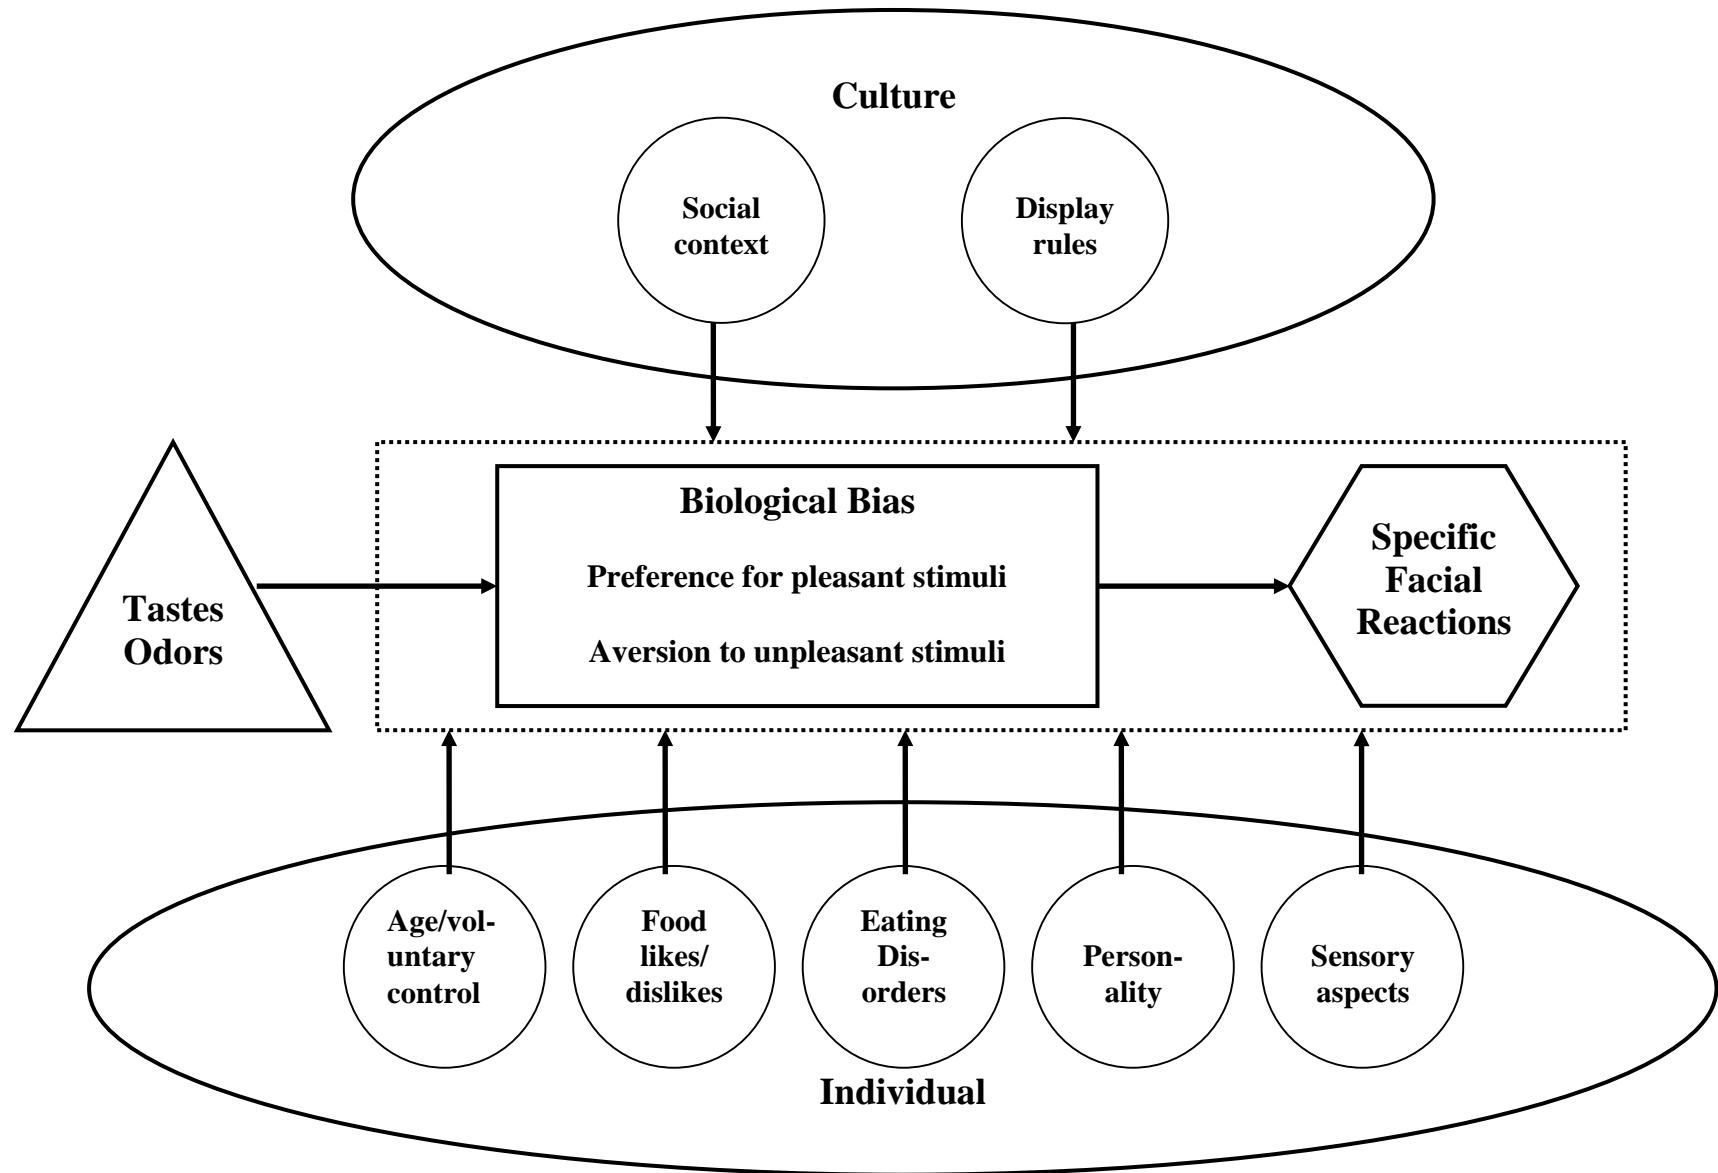 Culture
Social
context
Display
rules
Tastes
Odors
Biological Bias
Preference for pleasant stimuli
Aversion to unpleasant stimuli
Specific
Facial
Reactions
Age/vol-
untary
control
Food
likes/
dislikes
Eating
Dis-
orders
Person-
ality
Sensory
aspects
Individual